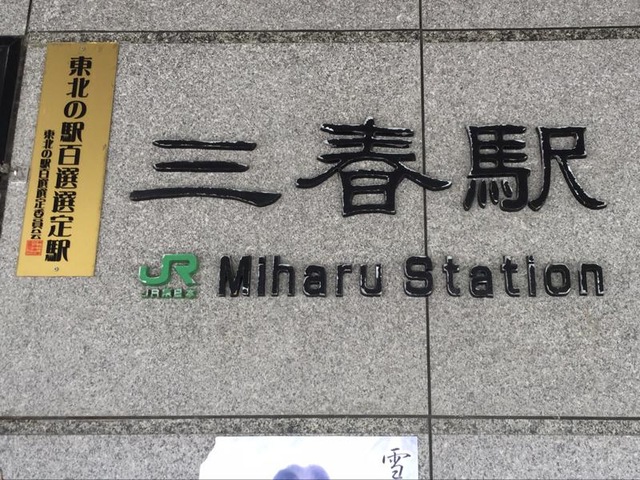 東北の駅百選選定駅
東北の駅百選選定委員会
三春駅
JR
JR東日本
Miharu Station
雪